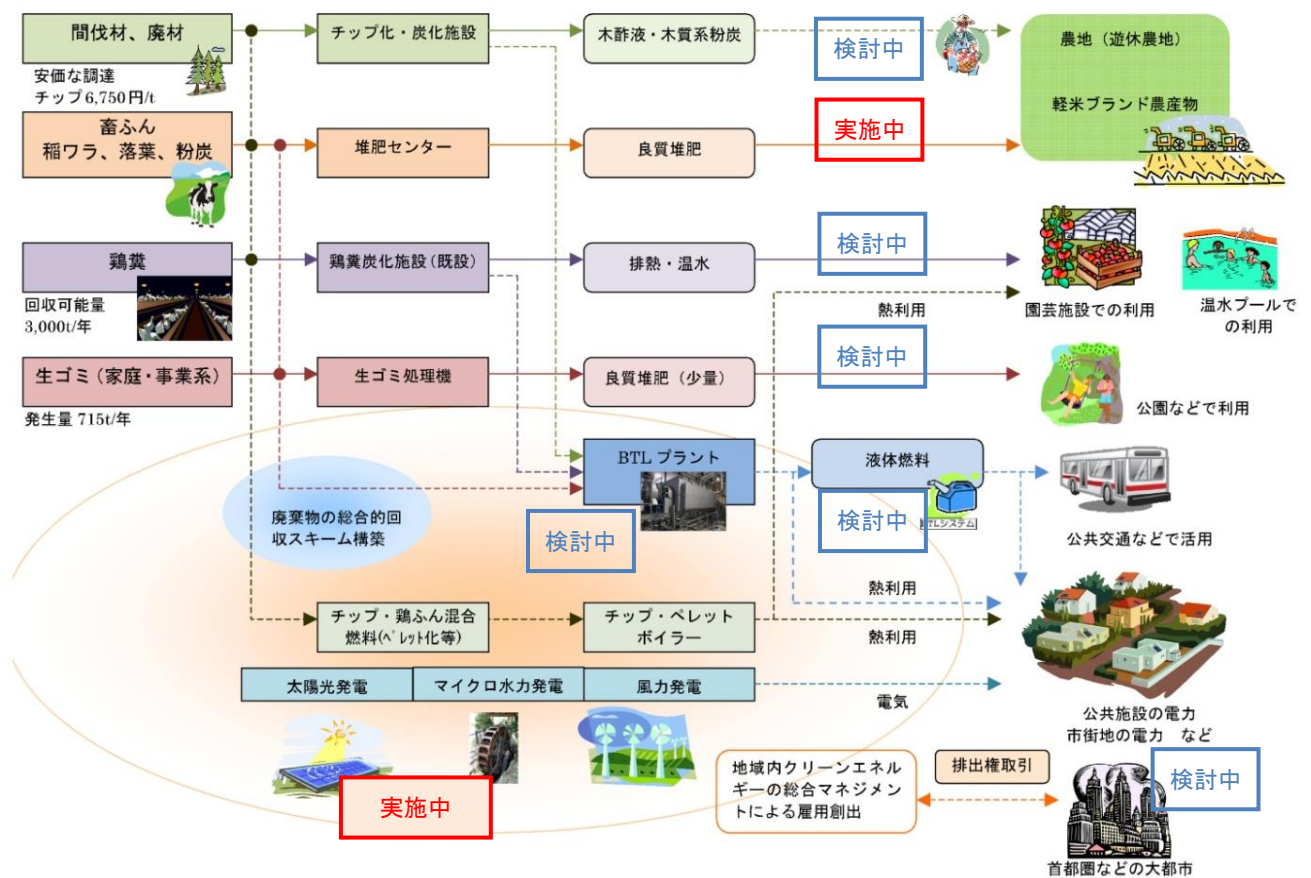 間伐材、廃材
チップ化・炭化施設
木酢液・木質系粉炭
検討中
農地（遊休農地）
安価な調達
チップ6,750円/t
軽米ブランド農産物
畜ふん
稲ワラ、落葉、粉炭
堆肥センター
良質堆肥
実施中
鶏糞
鶏糞炭化施設（既設）
排熱・温水
検討中
回収可能量
3,000t/年
熱利用
園芸施設での利用
温水プールで
の利用
生ゴミ（家庭・事業系）
生ゴミ処理機
良質堆肥（少量）
検討中
発生量 715t/年
公園などで利用
BTLプラント
液体燃料
廃棄物の総合的回
収スキーム構築
検討中
検討中
BTLシステム
公共交通などで活用
熱利用
チップ・鶏ふん混合
燃料(ペレット化等)
チップ・ペレット
ボイラー
熱利用
太陽光発電
マイクロ水力発電
風力発電
電気
公共施設の電力
市街地の電力　など
実施中
地域内クリーンエネル
ギーの総合マネジメン
トによる雇用創出
排出権取引
検討中
首都圏などの大都市